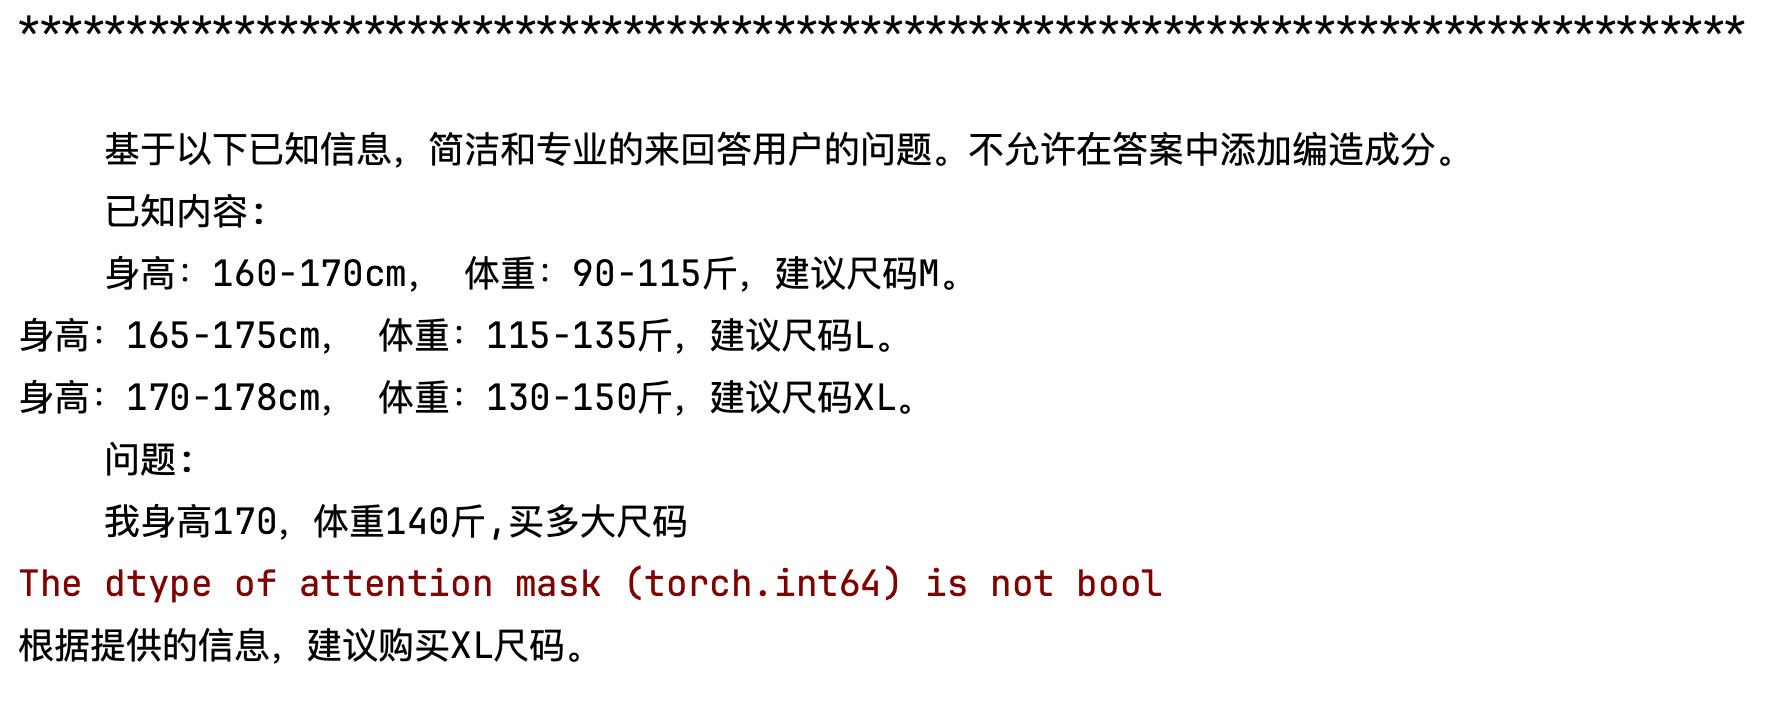 ********************************************************************************
基于以下已知信息，简洁和专业的来回答用户的问题。不允许在答案中添加编造成分。
已知内容:
身高：160-170cm， 体重：90-115斤，建议尺码M。
身高：165-175cm， 体重：115-135斤，建议尺码L。
身高：170-178cm， 体重：130-150斤，建议尺码XL。
问题:
我身高170，体重140斤,买多大尺码
The dtype of attention mask (torch.int64) is not bool
根据提供的信息，建议购买XL尺码。